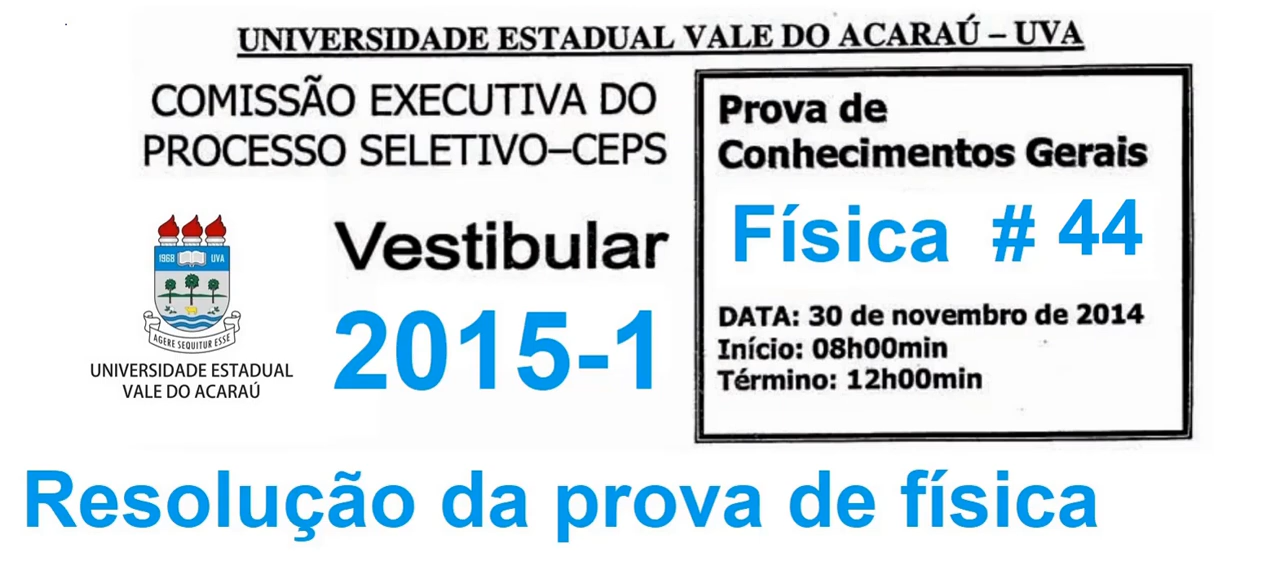 UNIVERSIDADE ESTADUAL VALE DO ACARAÚ – UVA
COMISSÃO EXECUTIVA DO
PROCESSO SELETIVO–CEPS
Vestibular
2015-1
1968 UVA
AGERE SEQUITUR ESSE
UNIVERSIDADE ESTADUAL
VALE DO ACARAÚ
Prova de
Conhecimentos Gerais
Física # 44
DATA: 30 de novembro de 2014
Início: 08h00min
Término: 12h00min
Resolução da prova de física